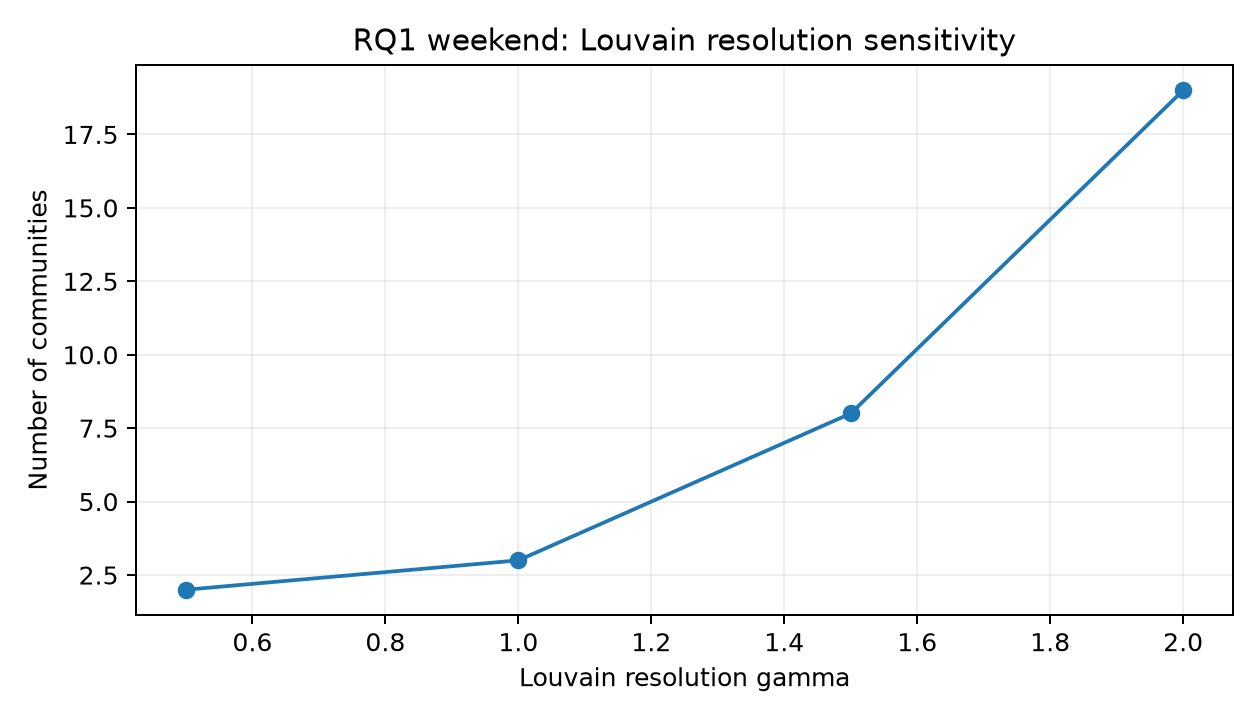 RQ1 weekend: Louvain resolution sensitivity
Number of communities
17.5
15.0
12.5
10.0
7.5
5.0
2.5
0.6 0.8 1.0 1.2 1.4 1.6 1.8 2.0
Louvain resolution gamma